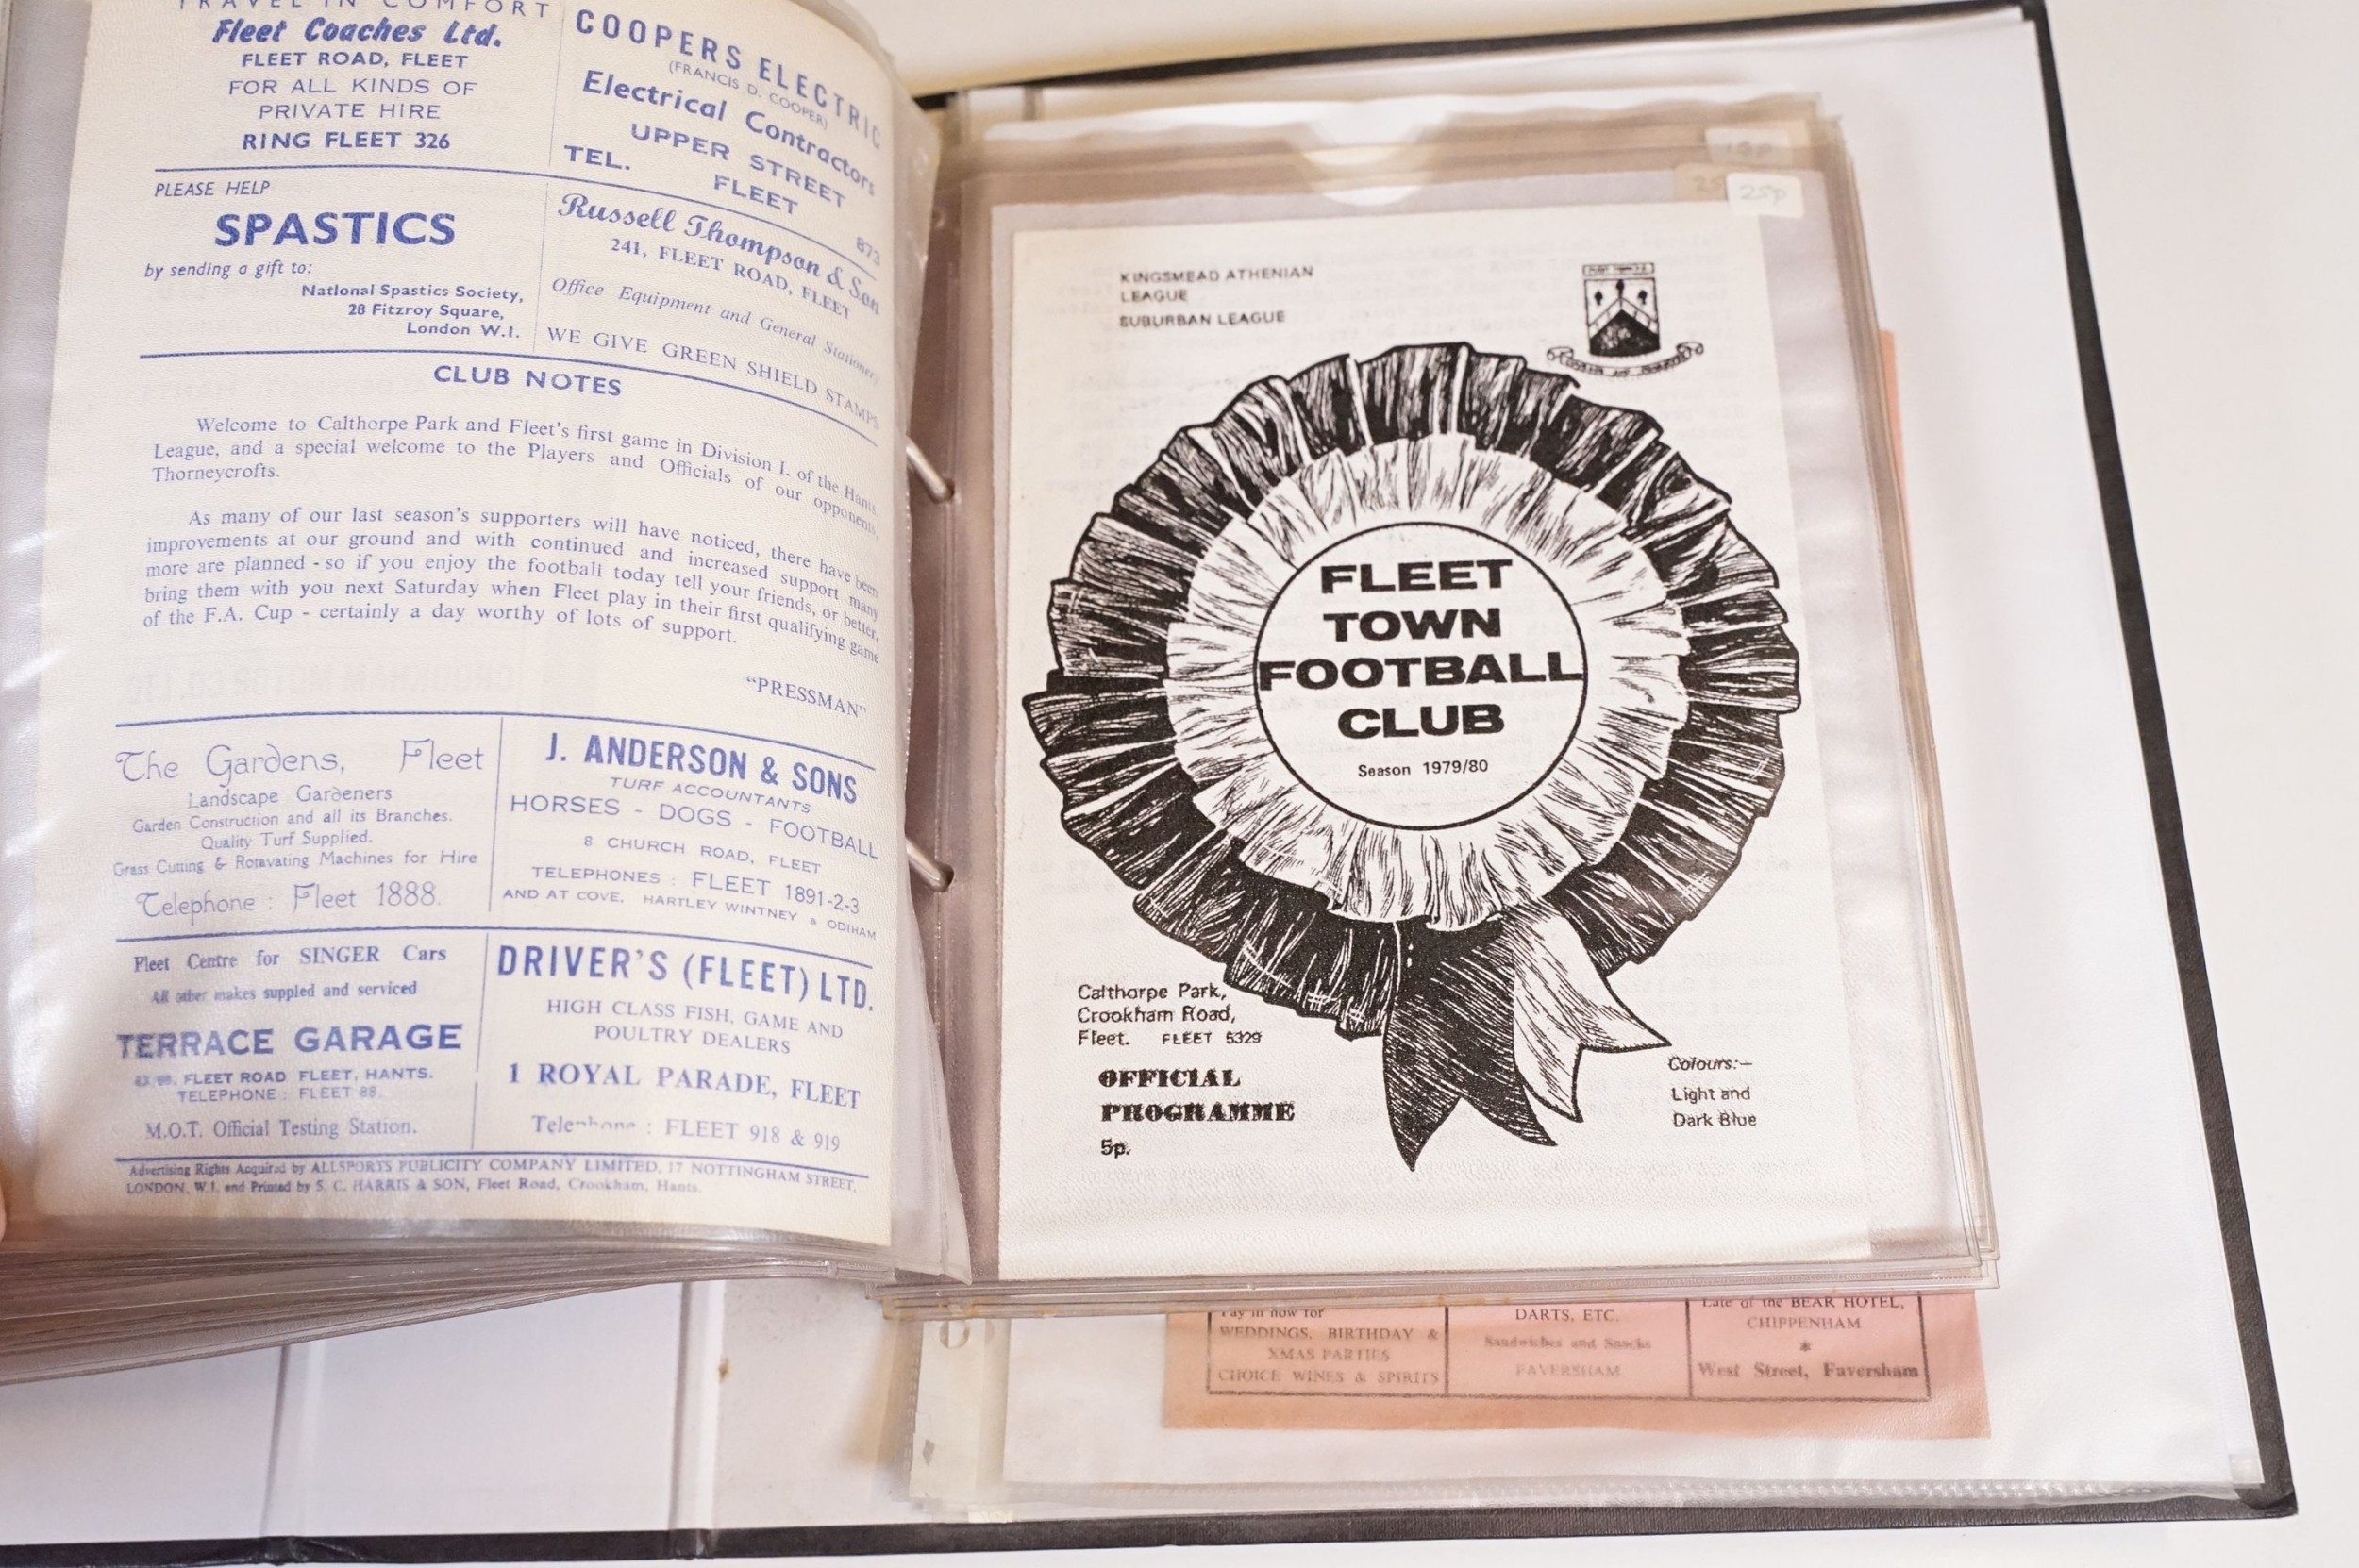 TRAVEL IN COMFORT
Fleet Coaches Ltd.
FLEET ROAD, FLEET
FOR ALL KINDS OF
PRIVATE HIRE
RING FLEET 326
COOPERS ELECTRIC
(FRANCIS D. COOPER)
Electrical Contractors
UPPER STREET
FLEET
TEL. 873
PLEASE HELP
SPASTICS
by sending a gift to:
National Spastics Society,
28 Fitzroy Square,
London W.I.
Russell Thompson & Son
241, FLEET ROAD, FLEET
Office Equipment and General Stationery
WE GIVE GREEN SHIELD STAMPS
CLUB NOTES
Welcome to Calthorpe Park and Fleet's first game in Division I. of the Hants.
League, and a special welcome to the Players and Officials of our opponents,
Thorneycrofts.
As many of our last season's supporters will have noticed, there have been
improvements at our ground and with continued and increased support many
more are planned - so if you enjoy the football today tell your friends, or better,
bring them with you next Saturday when Fleet play in their first qualifying game
of the F.A. Cup - certainly a day worthy of lots of support.
"PRESSMAN"
The Gardens, Fleet
Landscape Gardeners
Garden Construction and all its Branches.
Quality Turf Supplied.
Grass Cutting & Rotavating Machines for Hire
Telephone : Fleet 1888.
J. ANDERSON & SONS
TURF ACCOUNTANTS
HORSES - DOGS - FOOTBALL
8 CHURCH ROAD, FLEET
TELEPHONES : FLEET 1891-2-3
AND AT COVE, HARTLEY WINTNEY & ODIHAM
Fleet Centre for SINGER Cars
All other makes suppled and serviced
TERRACE GARAGE
FLEET ROAD FLEET, HANTS.
TELEPHONE : FLEET 88.
M.O.T. Official Testing Station.
DRIVER'S (FLEET) LTD.
HIGH CLASS FISH, GAME AND
POULTRY DEALERS
1 ROYAL PARADE, FLEET
Telephone : FLEET 918 & 919
Advertising Rights Acquired by ALLSPORTS PUBLICITY COMPANY LIMITED, 17 NOTTINGHAM STREET,
LONDON, W.I. and Printed by S. C. HARRIS & SON, Fleet Road, Crookham, Hants.
25p
KINGSMEAD ATHENIAN
LEAGUE
SUBURBAN LEAGUE
FLEET
TOWN
FOOTBALL
CLUB
Season 1979/80
Calthorpe Park,
Crookham Road,
Fleet. FLEET 5329
OFFICIAL
PROGRAMME
5p.
Colours:-
Light and
Dark Blue
Pay in now for
WEDDINGS, BIRTHDAY &
XMAS PARTIES
CHOICE WINES & SPIRITS
DARTS, ETC.
Sandwiches and Snacks
FAVERSHAM
Late of the BEAR HOTEL,
CHIPPENHAM
*
West Street, Faversham